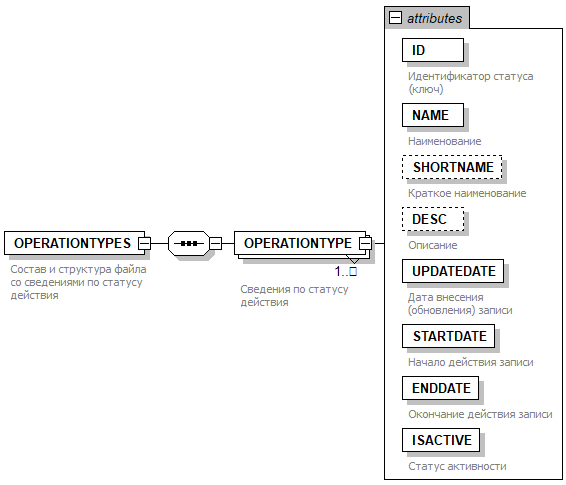 attributes
ID
Идентификатор статуса
(ключ)
NAME
Наименование
SHORTNAME
Краткое наименование
DESC
Описание
UPDATEDATE
Дата внесения
(обновления) записи
STARTDATE
Начало действия записи
ENDDATE
Окончание действия записи
ISACTIVE
Статус активности
OPERATIONTYPES
Состав и структура файла
со сведениями по статусу
действия
OPERATIONTYPE
1..
Сведения по статусу
действия